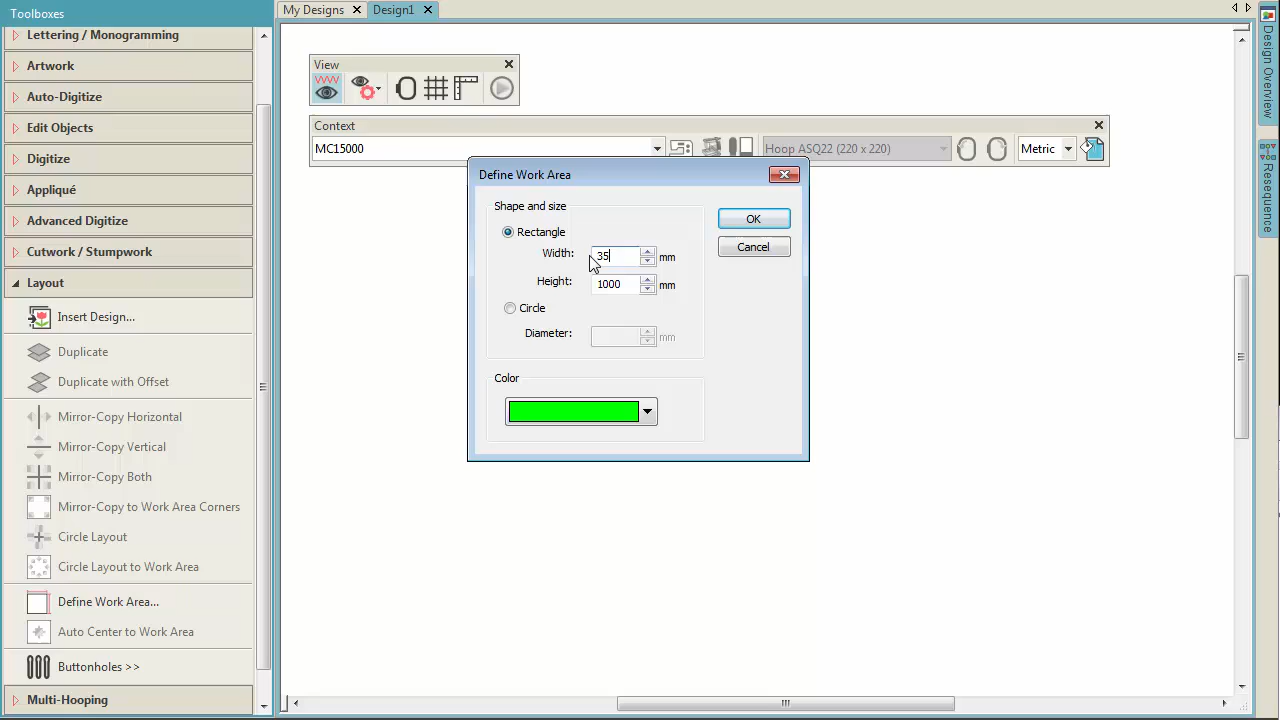 Toolboxes
My Designs
Design1
Lettering / Monogramming
Artwork
Auto-Digitize
Edit Objects
Digitize
Appliqué
Advanced Digitize
Cutwork / Stumpwork
Layout
Insert Design...
Duplicate
Duplicate with Offset
Mirror-Copy Horizontal
Mirror-Copy Vertical
Mirror-Copy Both
Mirror-Copy to Work Area Corners
Circle Layout
Circle Layout to Work Area
Define Work Area...
Auto Center to Work Area
Buttonholes >>
Multi-Hooping
View
Context
MC15000
Hoop ASQ22 (220 x 220)
Metric
Define Work Area
Shape and size
Rectangle
Width: 35 mm
Height: 1000 mm
Circle
Diameter: mm
Color
OK
Cancel
Design Overview
Resequence